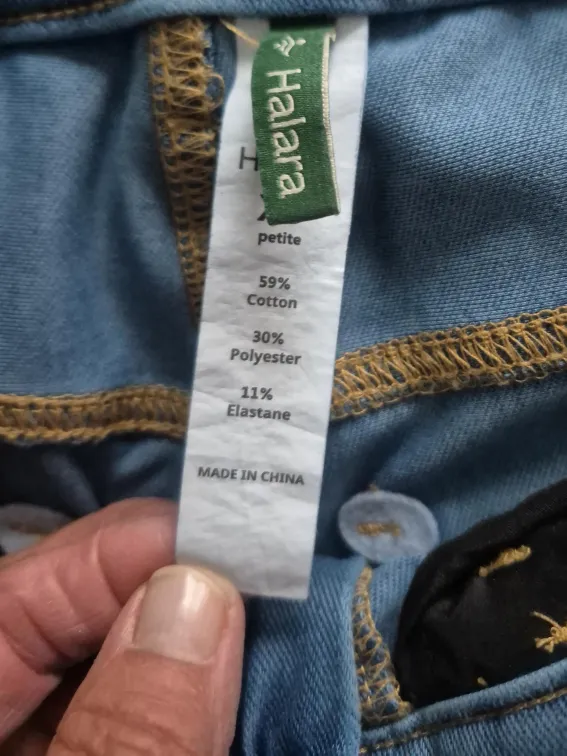 Halara
petite
59%
Cotton
30%
Polyester
11%
Elastane
MADE IN CHINA